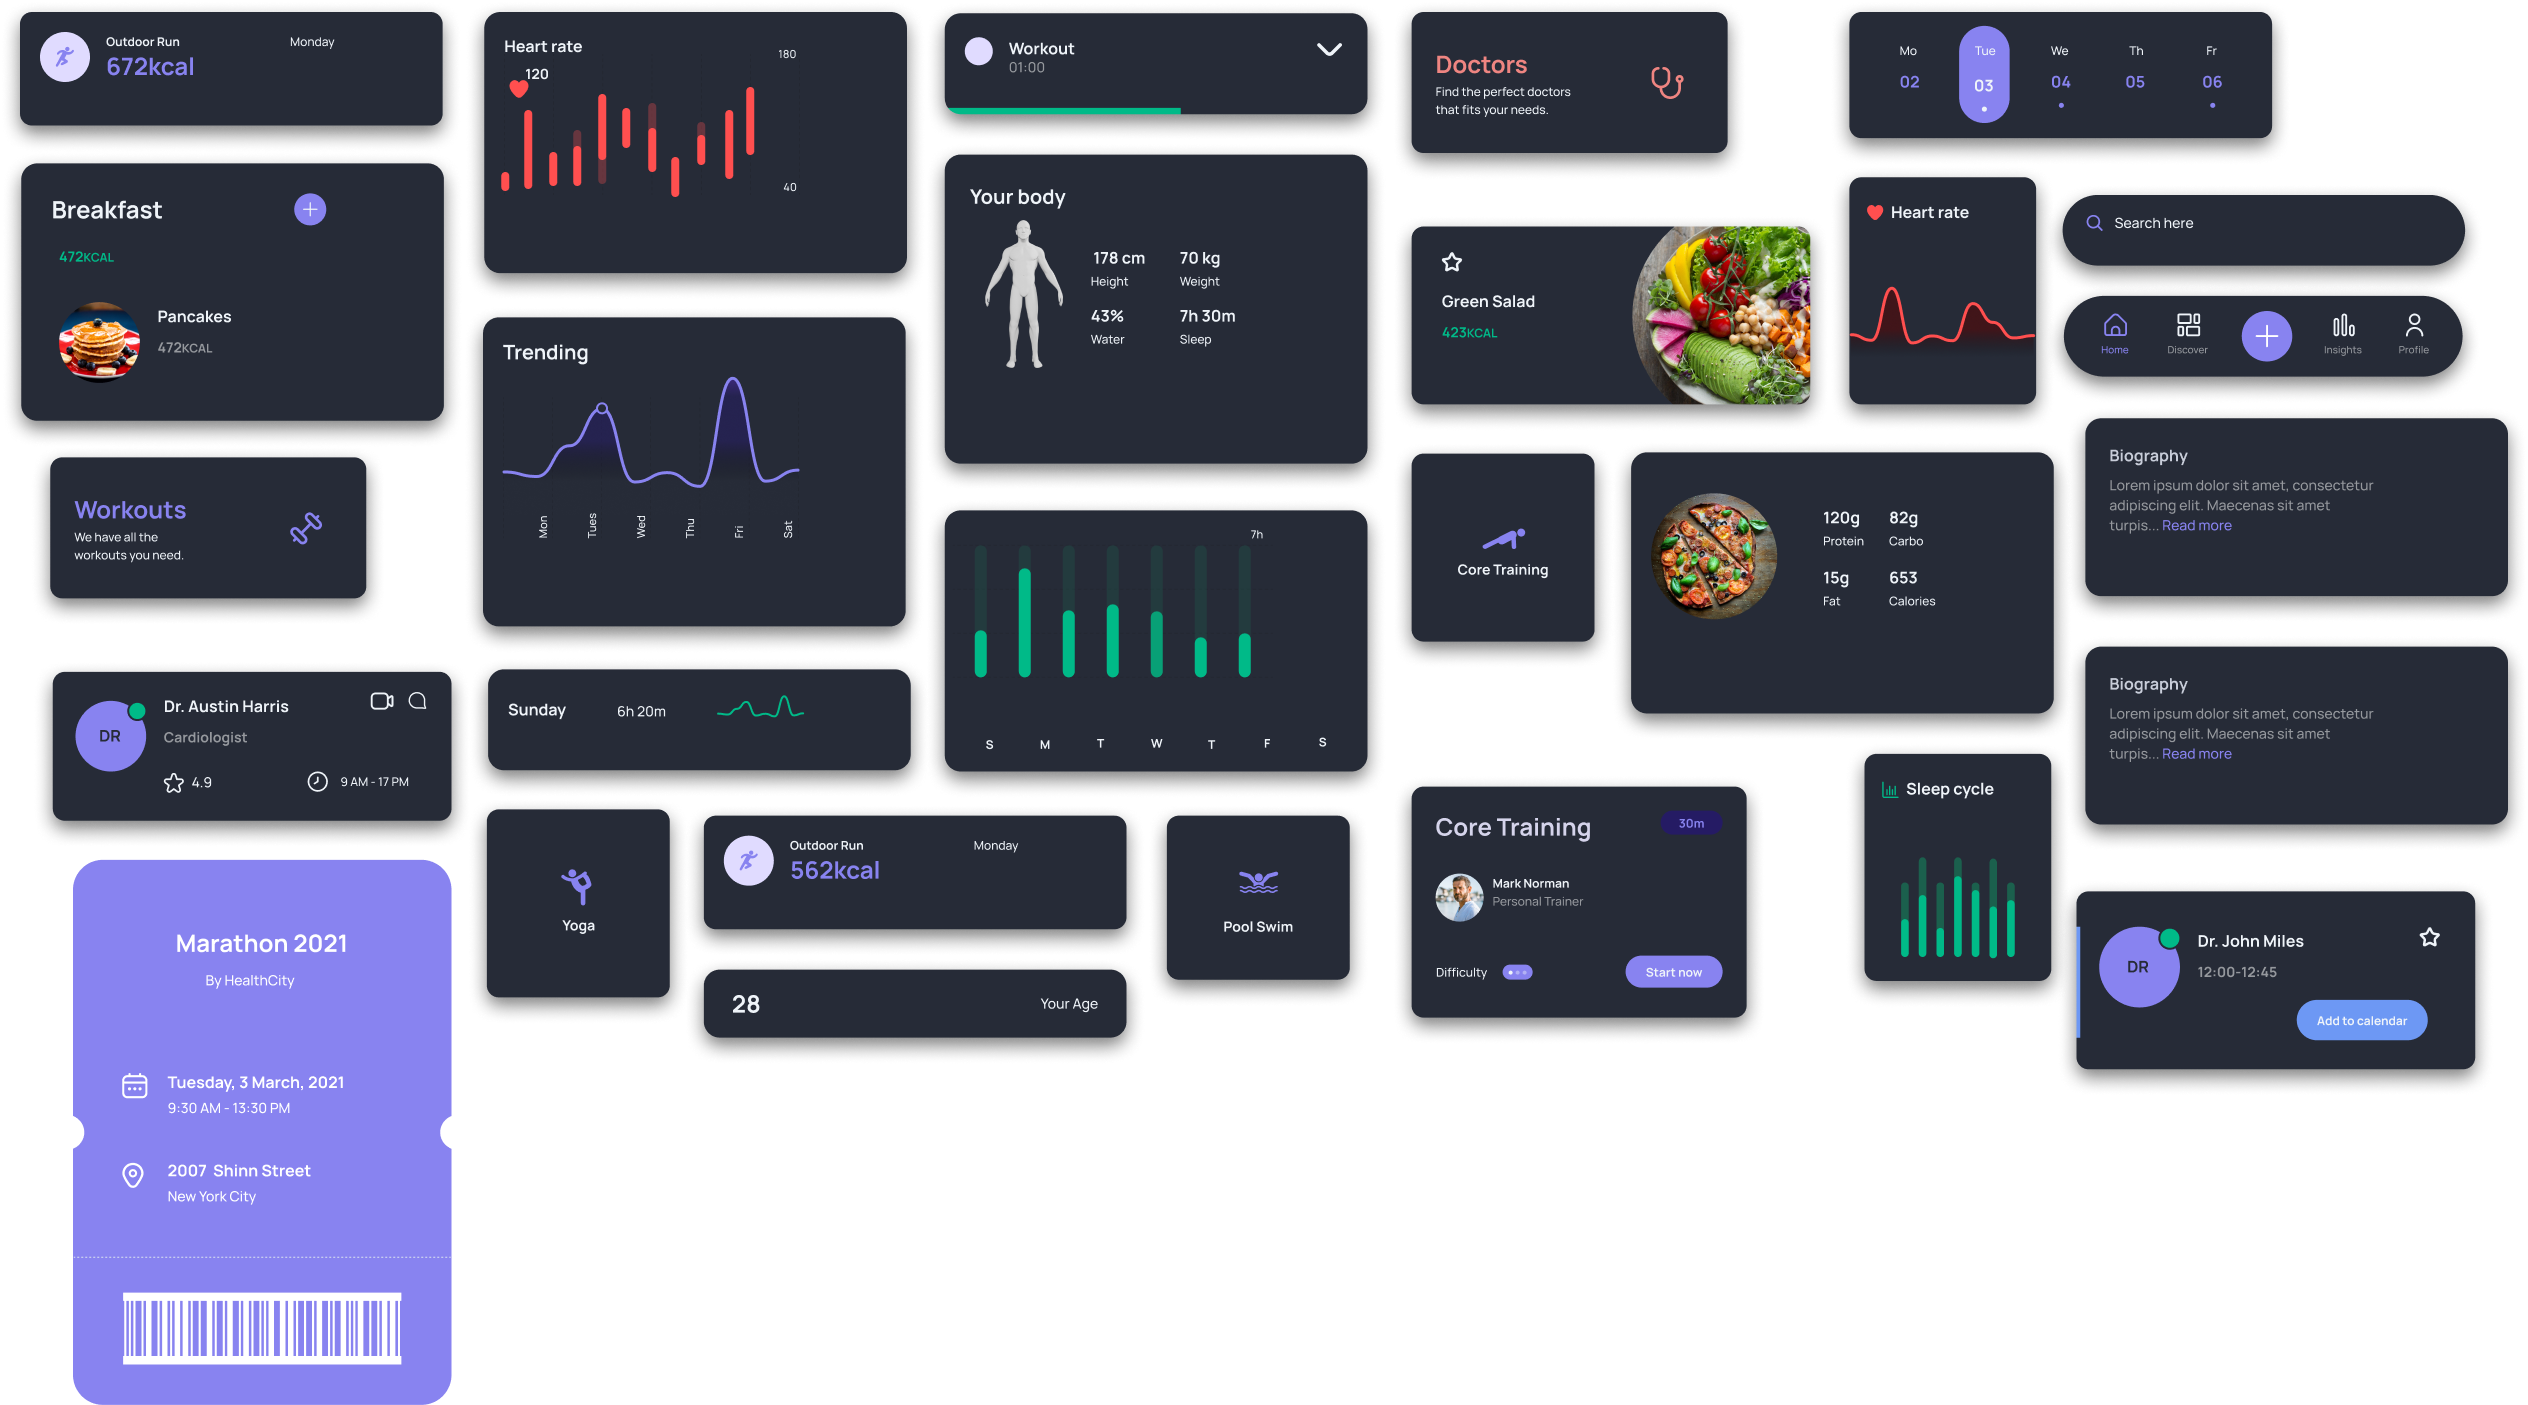 Outdoor Run
Monday
672kcal
Breakfast
472KCAL
Pancakes
472KCAL
Workouts
We have all the
workouts you need.
DR
Dr. Austin Harris
Cardiologist
4.9
9 AM - 17 PM
Marathon 2021
By HealthCity
Tuesday, 3 March, 2021
9:30 AM - 13:30 PM
2007 Shinn Street
New York City
Heart rate
120
180
40
Trending
Mon
Tues
Wed
Thu
Fri
Sat
Sunday
6h 20m
Yoga
Outdoor Run
Monday
562kcal
28
Your Age
Workout
01:00
Your body
178 cm
70 kg
Height
Weight
43%
7h 30m
Water
Sleep
7h
S
M
T
W
T
F
S
Pool Swim
Doctors
Find the perfect doctors
that fits your needs.
Green Salad
423KCAL
Core Training
120g
82g
Protein
Carbo
15g
653
Fat
Calories
Core Training
30m
Mark Norman
Personal Trainer
Difficulty
Start now
Mo
Tue
We
Th
Fr
02
03
04
05
06
Heart rate
Search here
Home
Discover
Insights
Profile
Biography
Lorem ipsum dolor sit amet, consectetur
adipiscing elit. Maecenas sit amet
turpis... Read more
Biography
Lorem ipsum dolor sit amet, consectetur
adipiscing elit. Maecenas sit amet
turpis... Read more
Sleep cycle
DR
Dr. John Miles
12:00-12:45
Add to calendar